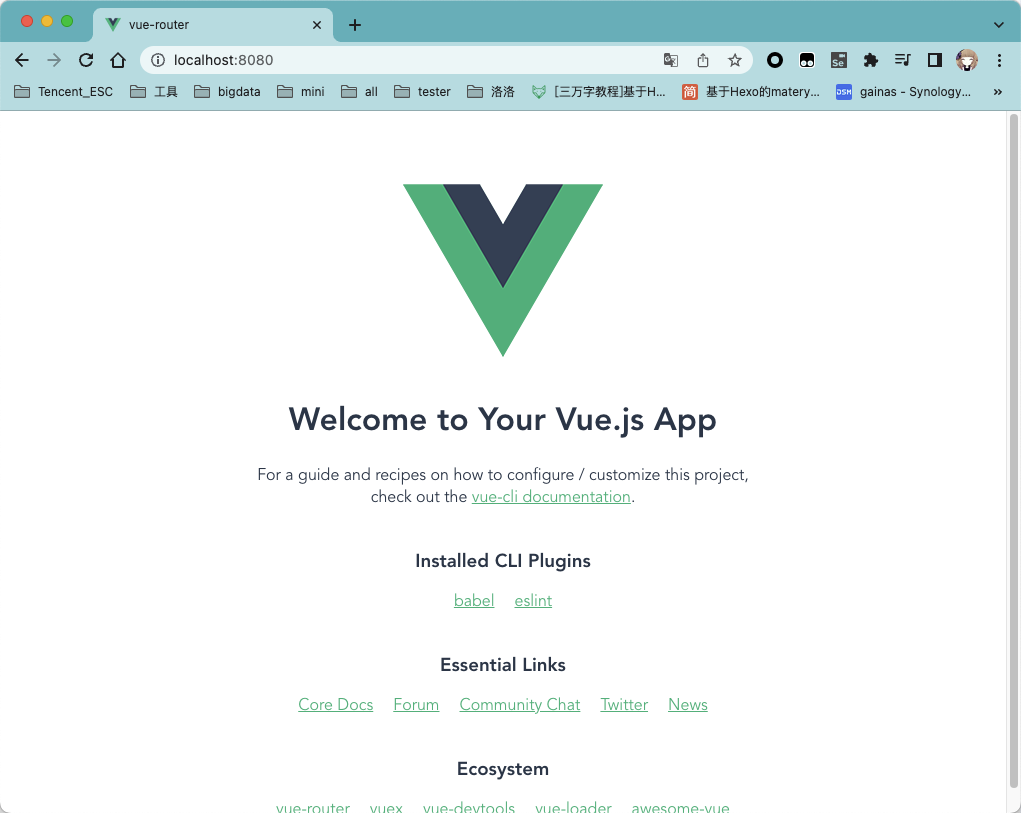 vue-router
localhost:8080
Se
Tencent_ESC 工具 bigdata mini all tester 洛洛 [三万字教程]基于H... 简 基于Hexo的matery... DSM gainas - Synology...
Welcome to Your Vue.js App
For a guide and recipes on how to configure / customize this project,
check out the vue-cli documentation.
Installed CLI Plugins
babel eslint
Essential Links
Core Docs Forum Community Chat Twitter News
Ecosystem
vue-router vuex vue-devtools vue-loader awesome-vue